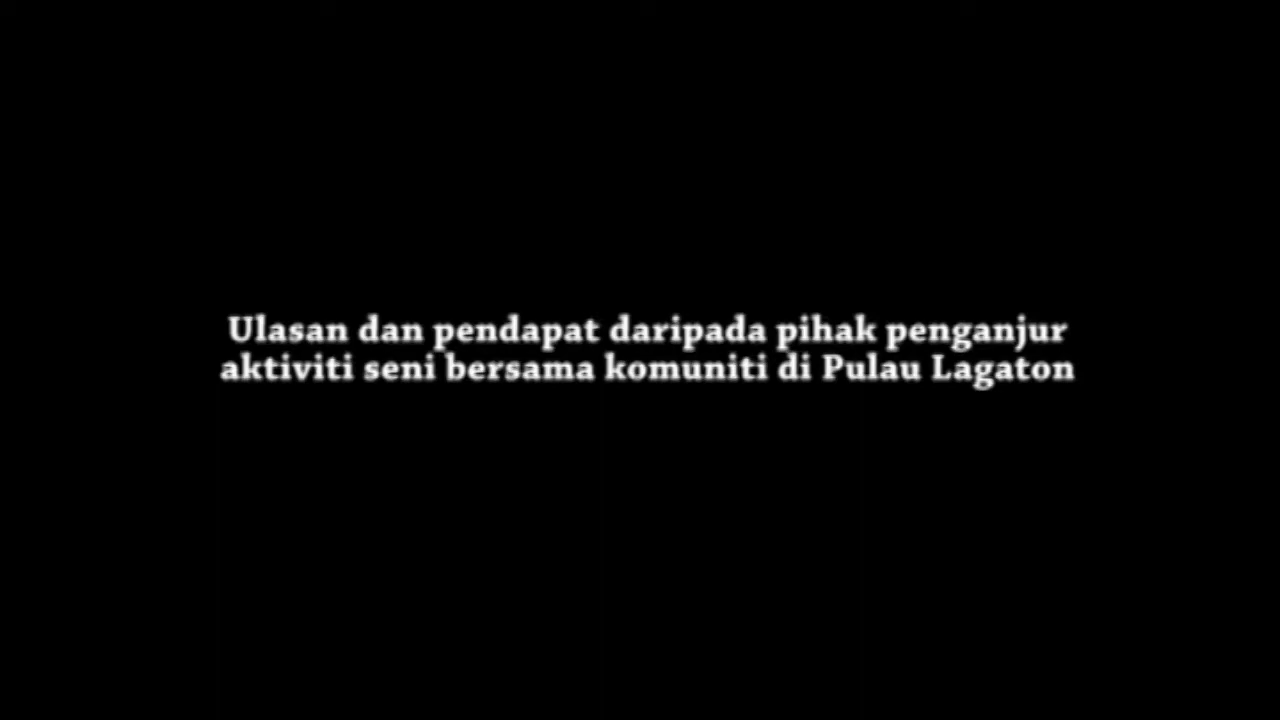 Ulasan dan pendapat daripada pihak penganjur
aktiviti seni bersama komuniti di Pulau Lagaton